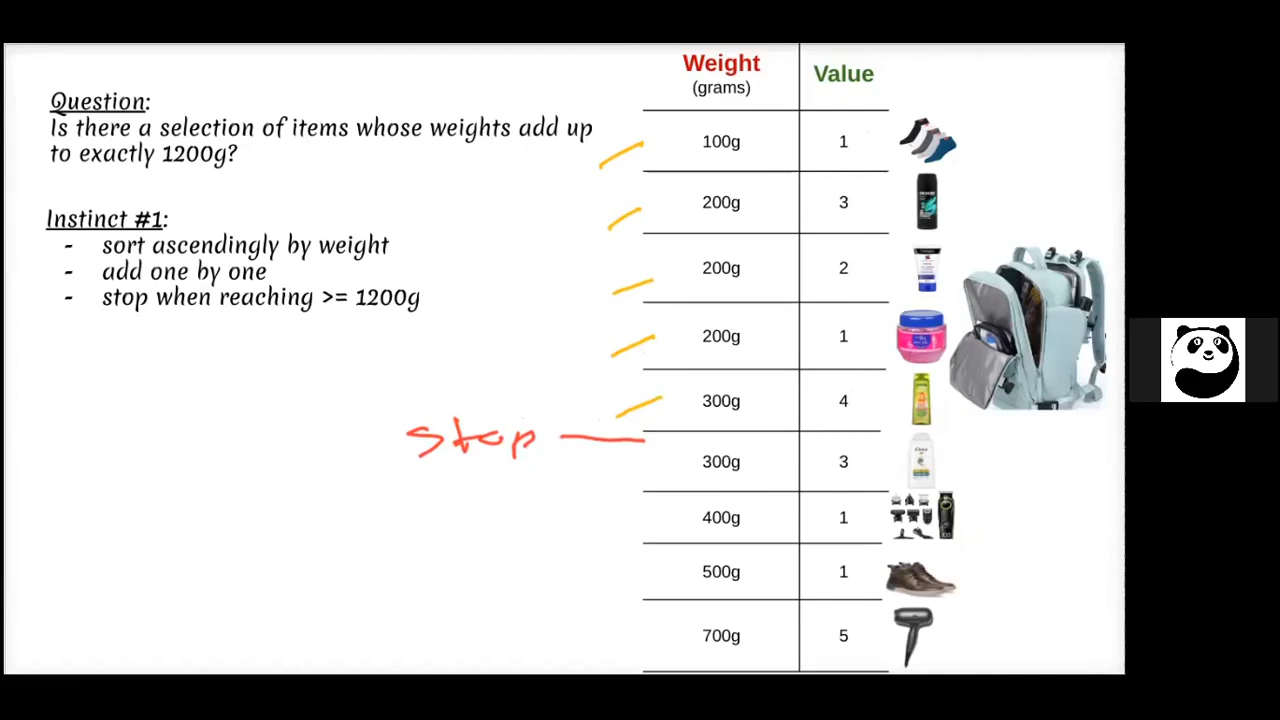 Question:
Is there a selection of items whose weights add up
to exactly 1200g?
Instinct #1:
- sort ascendingly by weight
- add one by one
- stop when reaching >= 1200g
stop
Weight Value
(grams)
100g 1
200g 3
200g 2
200g 1
300g 4
300g 3
400g 1
500g 1
700g 5